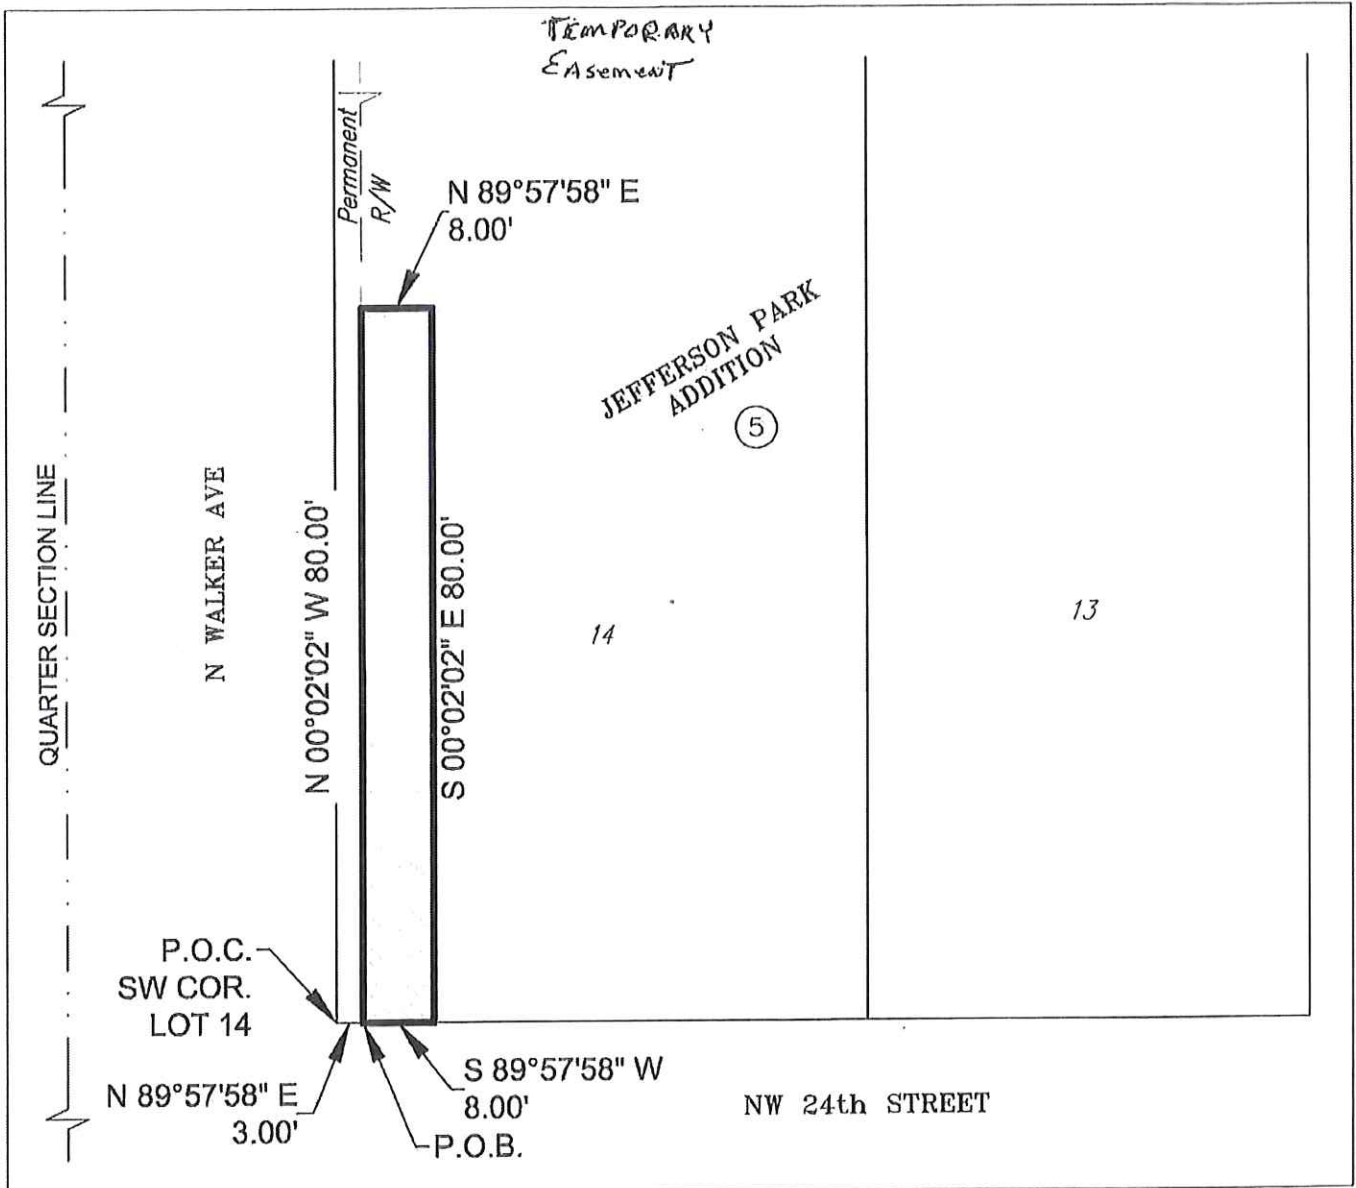 TEMPORARY
EASEMENT
Permanent
R/W
N 89°57'58" E
8.00'
JEFFERSON PARK
ADDITION
5
QUARTER SECTION LINE
N WALKER AVE
N 00°02'02" W 80.00'
S 00°02'02" E 80.00'
14
13
P.O.C.
SW COR.
LOT 14
N 89°57'58" E
3.00'
S 89°57'58" W
8.00'
P.O.B.
NW 24th STREET